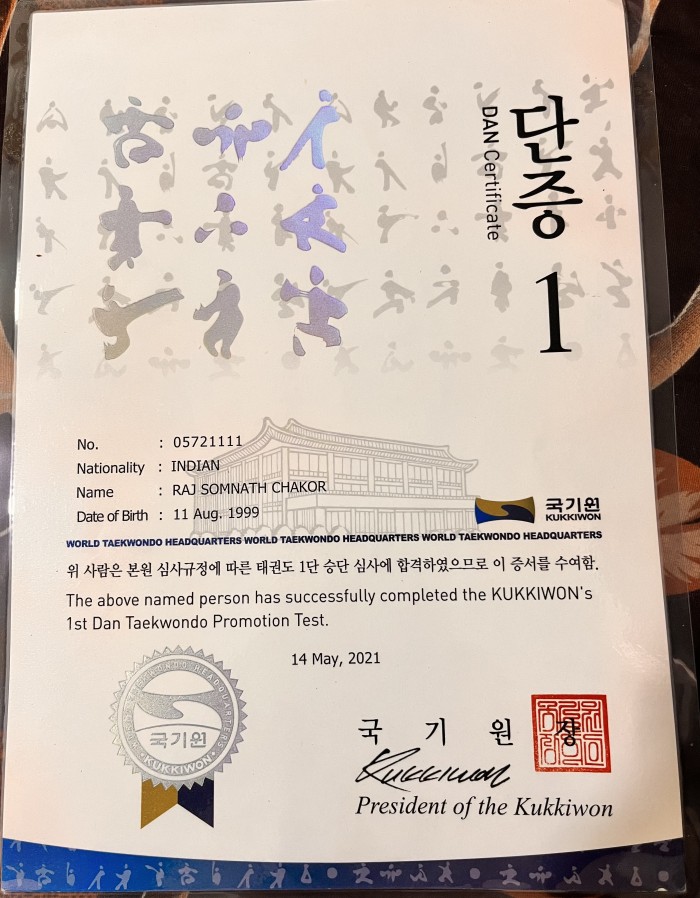 단증
DAN Certificate
1
No. : 05721111
Nationality : INDIAN
Name : RAJ SOMNATH CHAKOR
Date of Birth : 11 Aug. 1999
국기원
KUKKIWON
WORLD TAEKWONDO HEADQUARTERS WORLD TAEKWONDO HEADQUARTERS WORLD TAEKWONDO HEADQUARTERS
위 사람은 본원 심사규정에 따른 태권도 1단 승단 심사에 합격하였으므로 이 증서를 수여함.
The above named person has successfully completed the KUKKIWON's
1st Dan Taekwondo Promotion Test.
14 May, 2021
WORLD TAEKWONDO HEADQUARTERS
국기원
KUKKIWON
국 기 원 장
Kukkiwon
President of the Kukkiwon